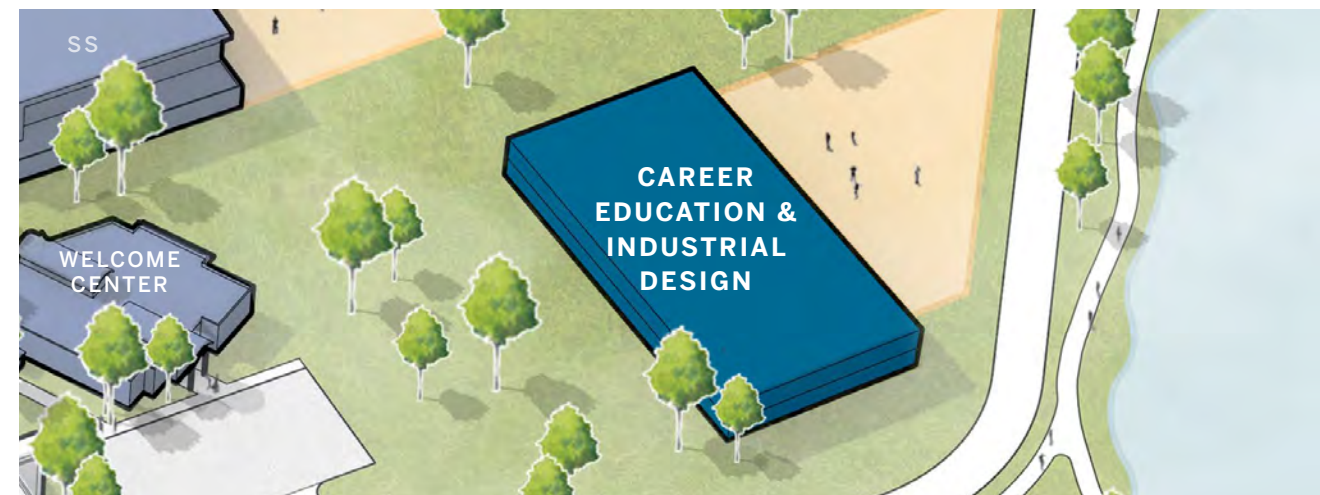 SS
CAREER
EDUCATION &
INDUSTRIAL
DESIGN
WELCOME
CENTER